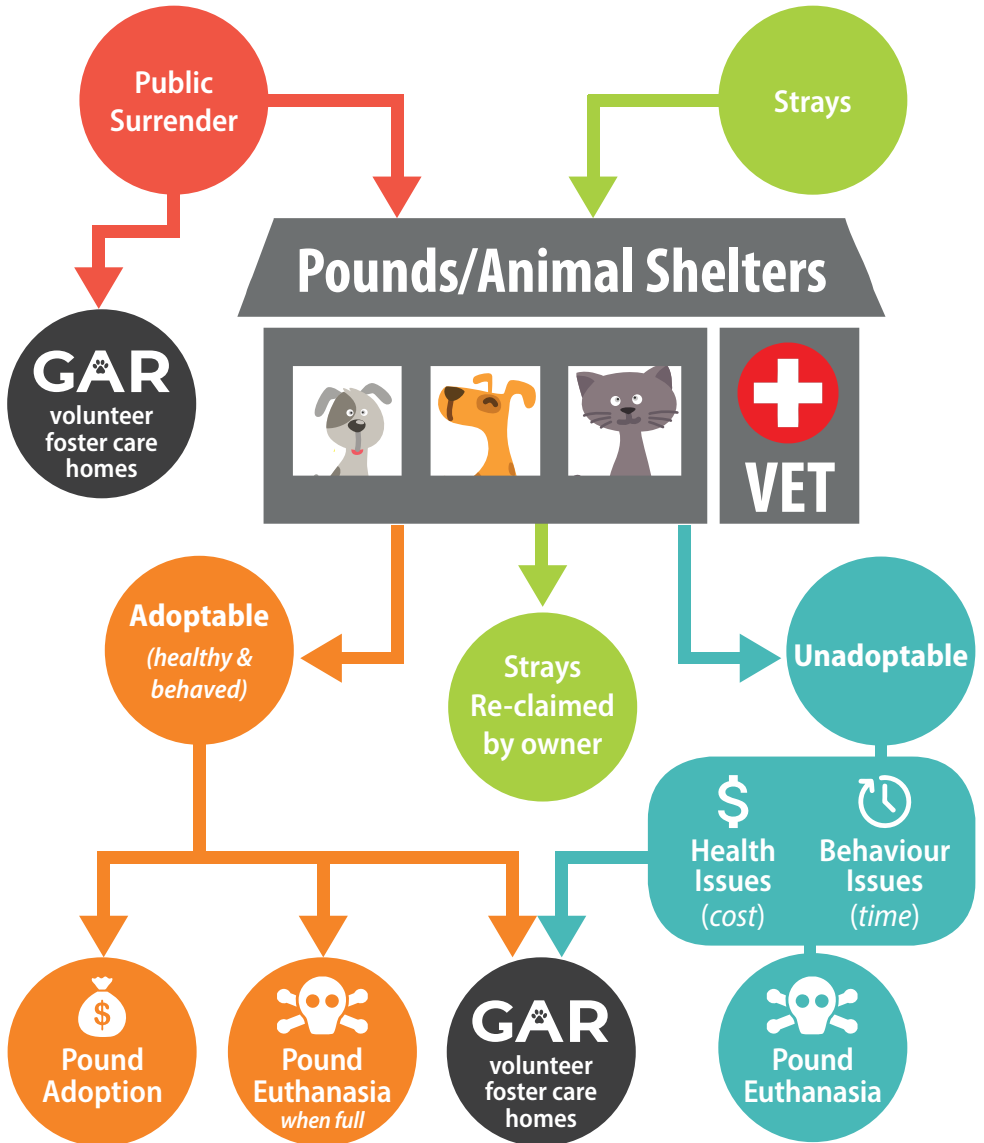 Public
Surrender
Strays
Pounds/Animal Shelters
GAR
volunteer
foster care
homes
VET
Adoptable
(healthy &
behaved)
Strays
Re-claimed
by owner
Unadoptable
$
Health
Issues
(cost)
Behaviour
Issues
(time)
$
Pound
Adoption
Pound
Euthanasia
when full
GAR
volunteer
foster care
homes
Pound
Euthanasia